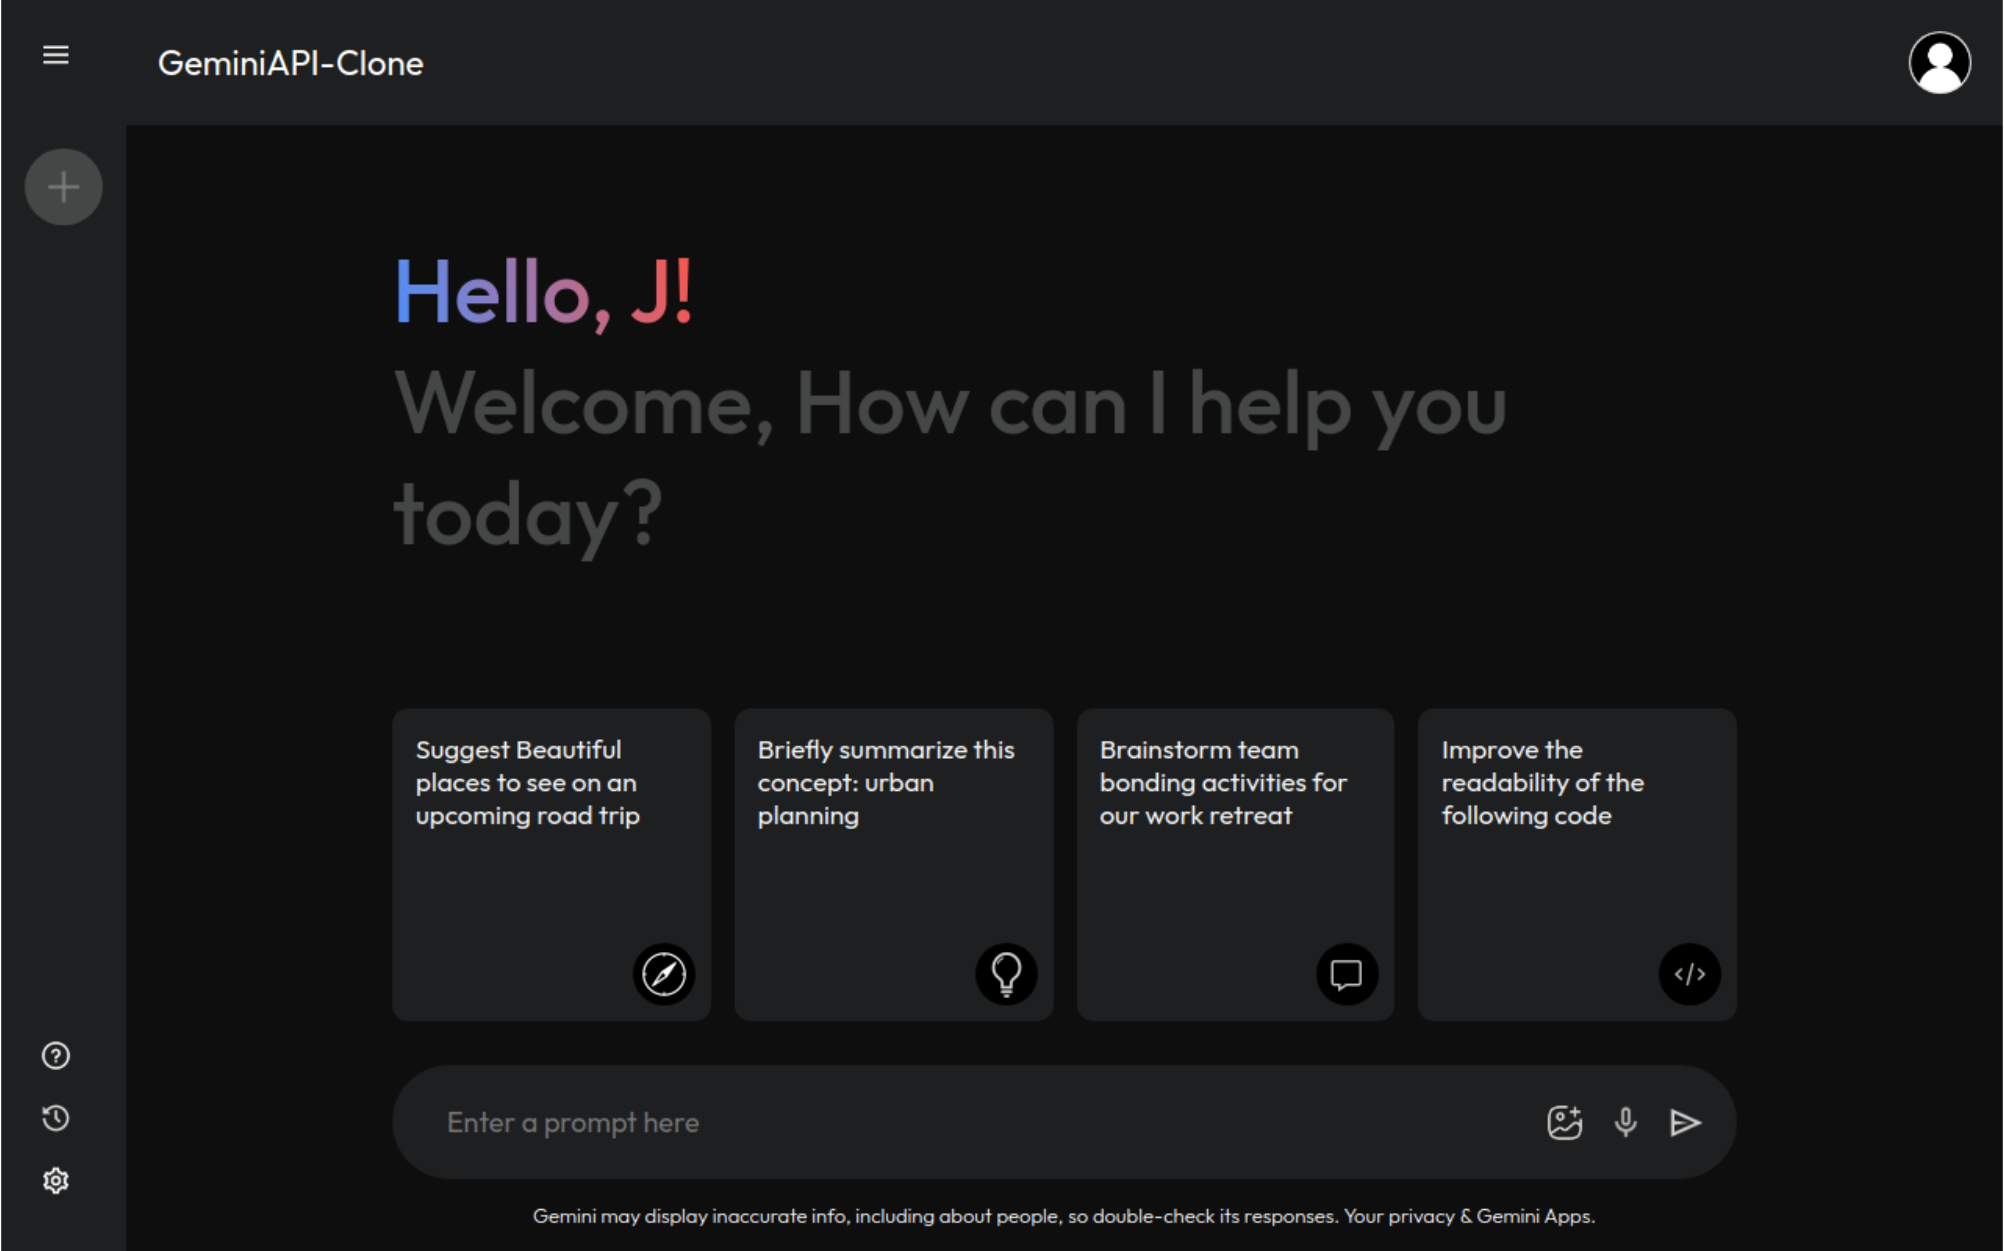 GeminiAPI-Clone
Hello, J!
Welcome, How can I help you
today?
Suggest Beautiful
places to see on an
upcoming road trip
Briefly summarize this
concept: urban
planning
Brainstorm team
bonding activities for
our work retreat
Improve the
readability of the
following code
Enter a prompt here
Gemini may display inaccurate info, including about people, so double-check its responses. Your privacy & Gemini Apps.